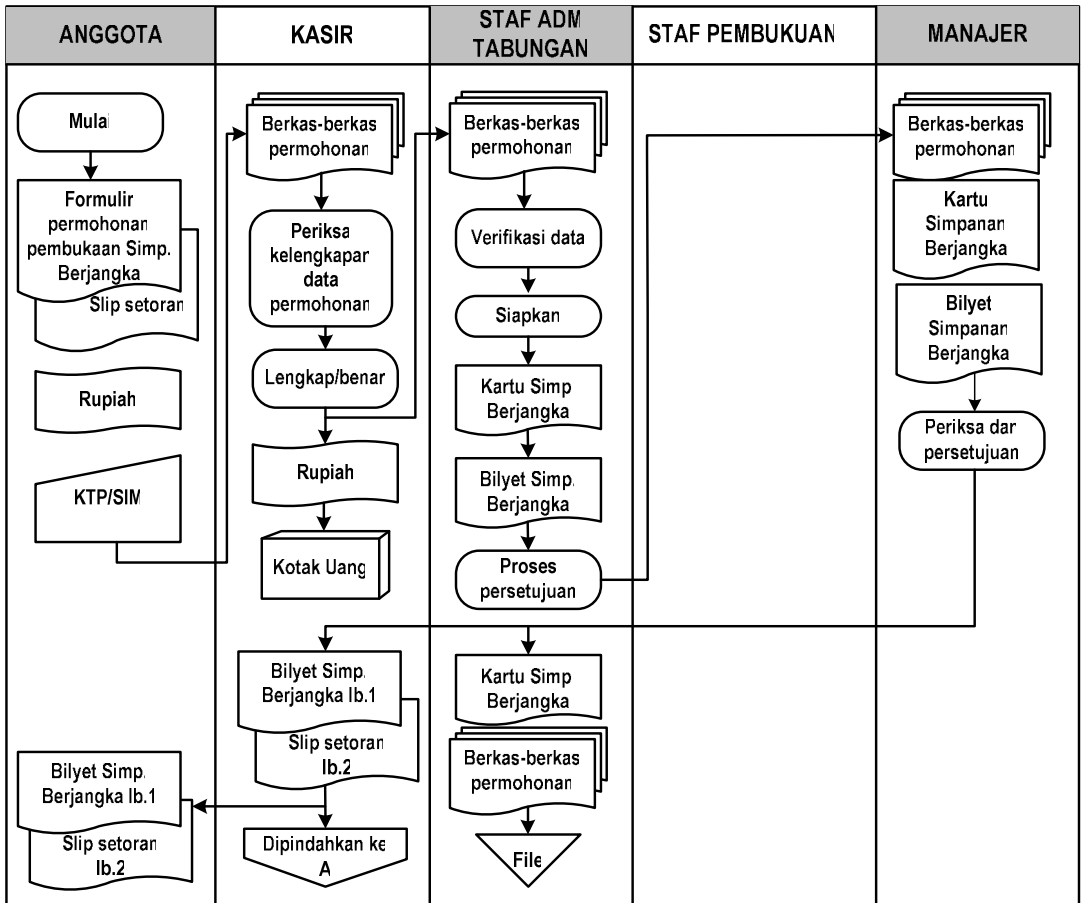 ANGGOTA
KASIR
STAF ADM
TABUNGAN
STAF PEMBUKUAN
MANAJER
Mulai
Formulir
permohonan
pembukaan Simp.
Berjangka
Slip setoran
Rupiah
KTP/SIM
Bilyet Simp.
Berjangka lb.1
Slip setoran
lb.2
Berkas-berkas
permohonan
Periksa
kelengkapan
data
permohonan
Lengkap/benar
Rupiah
Kotak Uang
Bilyet Simp.
Berjangka lb.1
Slip setoran
lb.2
Dipindahkan ke
A
Berkas-berkas
permohonan
Verifikasi data
Siapkan
Kartu Simp
Berjangka
Bilyet Simp.
Berjangka
Proses
persetujuan
Kartu Simp
Berjangka
Berkas-berkas
permohonan
File
Berkas-berkas
permohonan
Kartu
Simpanan
Berjangka
Bilyet
Simpanan
Berjangka
Periksa dan
persetujuan